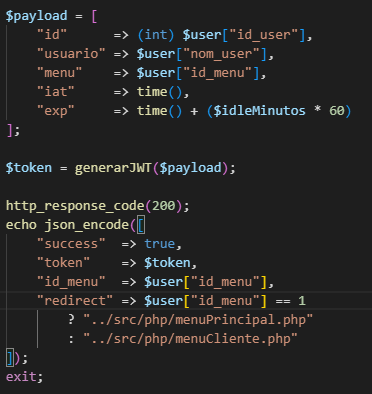 $payload = [
    "id"      => (int) $user["id_user"],
    "usuario" => $user["nom_user"],
    "menu"    => $user["id_menu"],
    "iat"     => time(),
    "exp"     => time() + ($idleMinutos * 60)
];

$token = generarJWT($payload);

http_response_code(200);
echo json_encode([
    "success"  => true,
    "token"    => $token,
    "id_menu"  => $user["id_menu"],
    "redirect" => $user["id_menu"] == 1
        ? "../src/php/menuPrincipal.php"
        : "../src/php/menuCliente.php"
]);
exit;